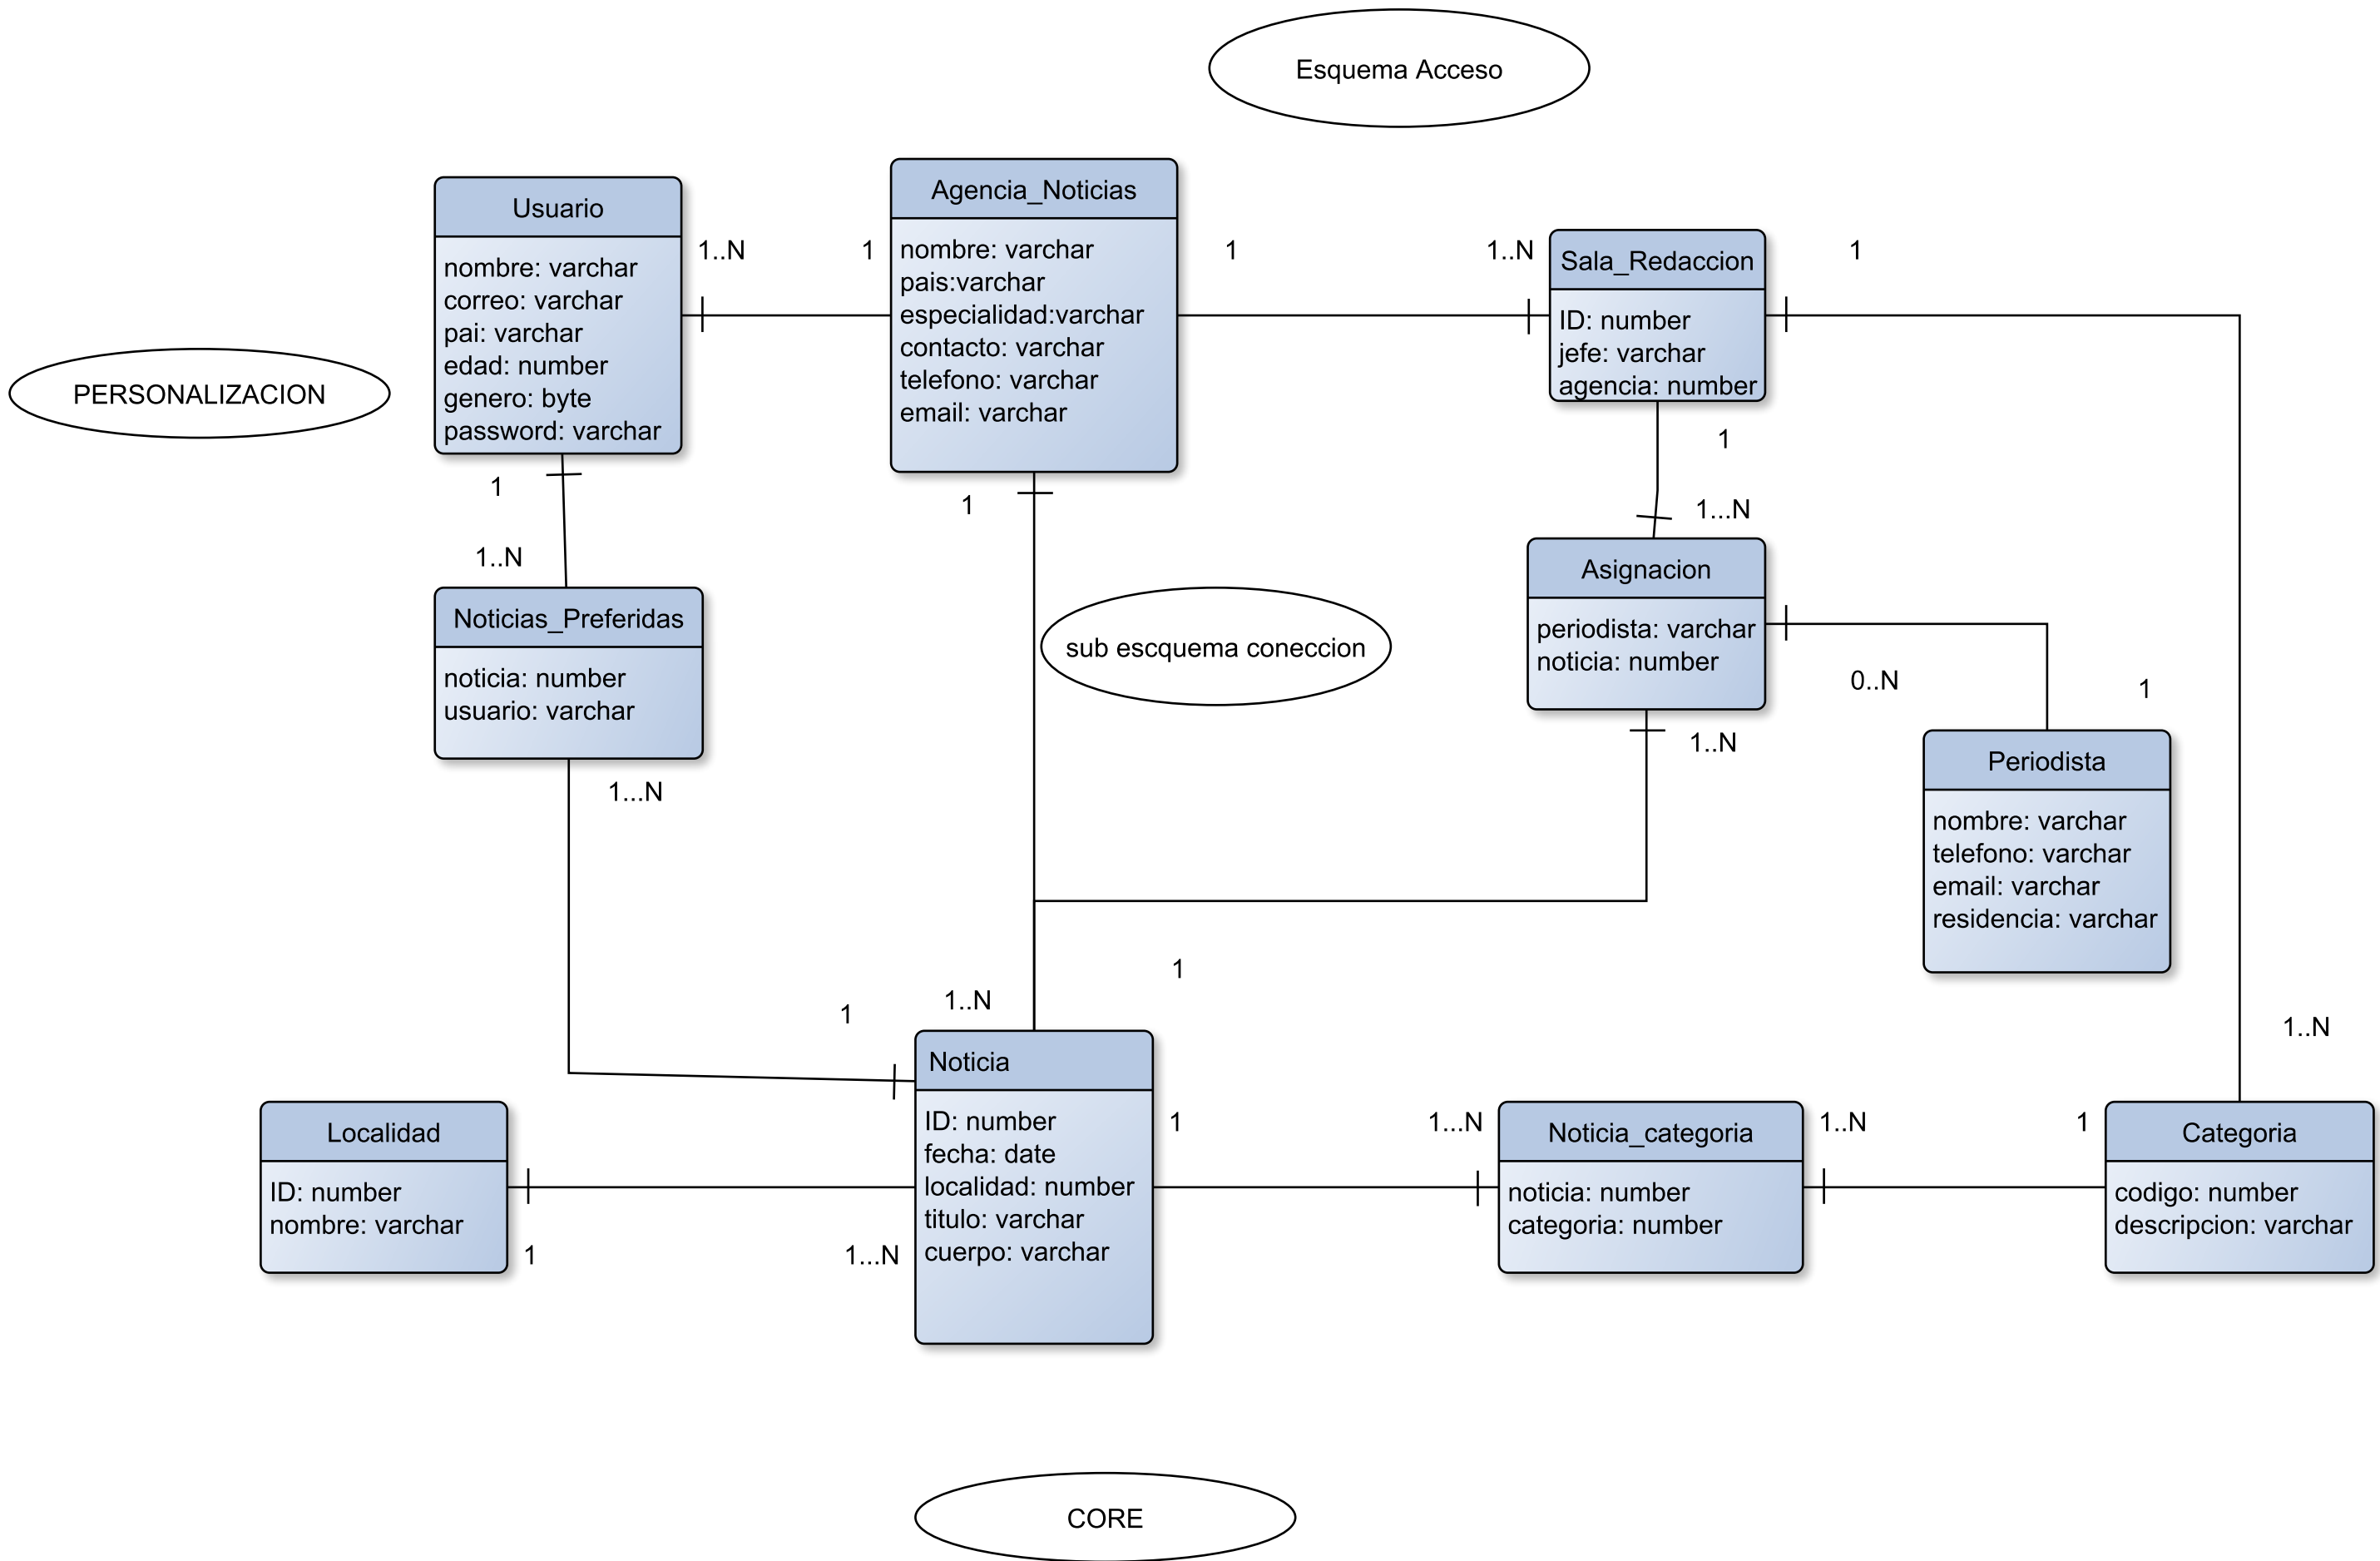 Esquema Acceso
PERSONALIZACION
Usuario
nombre: varchar
correo: varchar
pai: varchar
edad: number
genero: byte
password: varchar
1..N
1
Agencia_Noticias
nombre: varchar
pais:varchar
especialidad:varchar
contacto: varchar
telefono: varchar
email: varchar
1
1..N
Sala_Redaccion
ID: number
jefe: varchar
agencia: number
1
1
1...N
1
1..N
1
Noticias_Preferidas
noticia: number
usuario: varchar
1...N
sub escquema coneccion
Asignacion
periodista: varchar
noticia: number
0..N
1
1..N
Periodista
nombre: varchar
telefono: varchar
email: varchar
residencia: varchar
1
1..N
1
1..N
Localidad
ID: number
nombre: varchar
1
1...N
Noticia
ID: number
fecha: date
localidad: number
titulo: varchar
cuerpo: varchar
1
1...N
Noticia_categoria
noticia: number
categoria: number
1..N
1
Categoria
codigo: number
descripcion: varchar
CORE